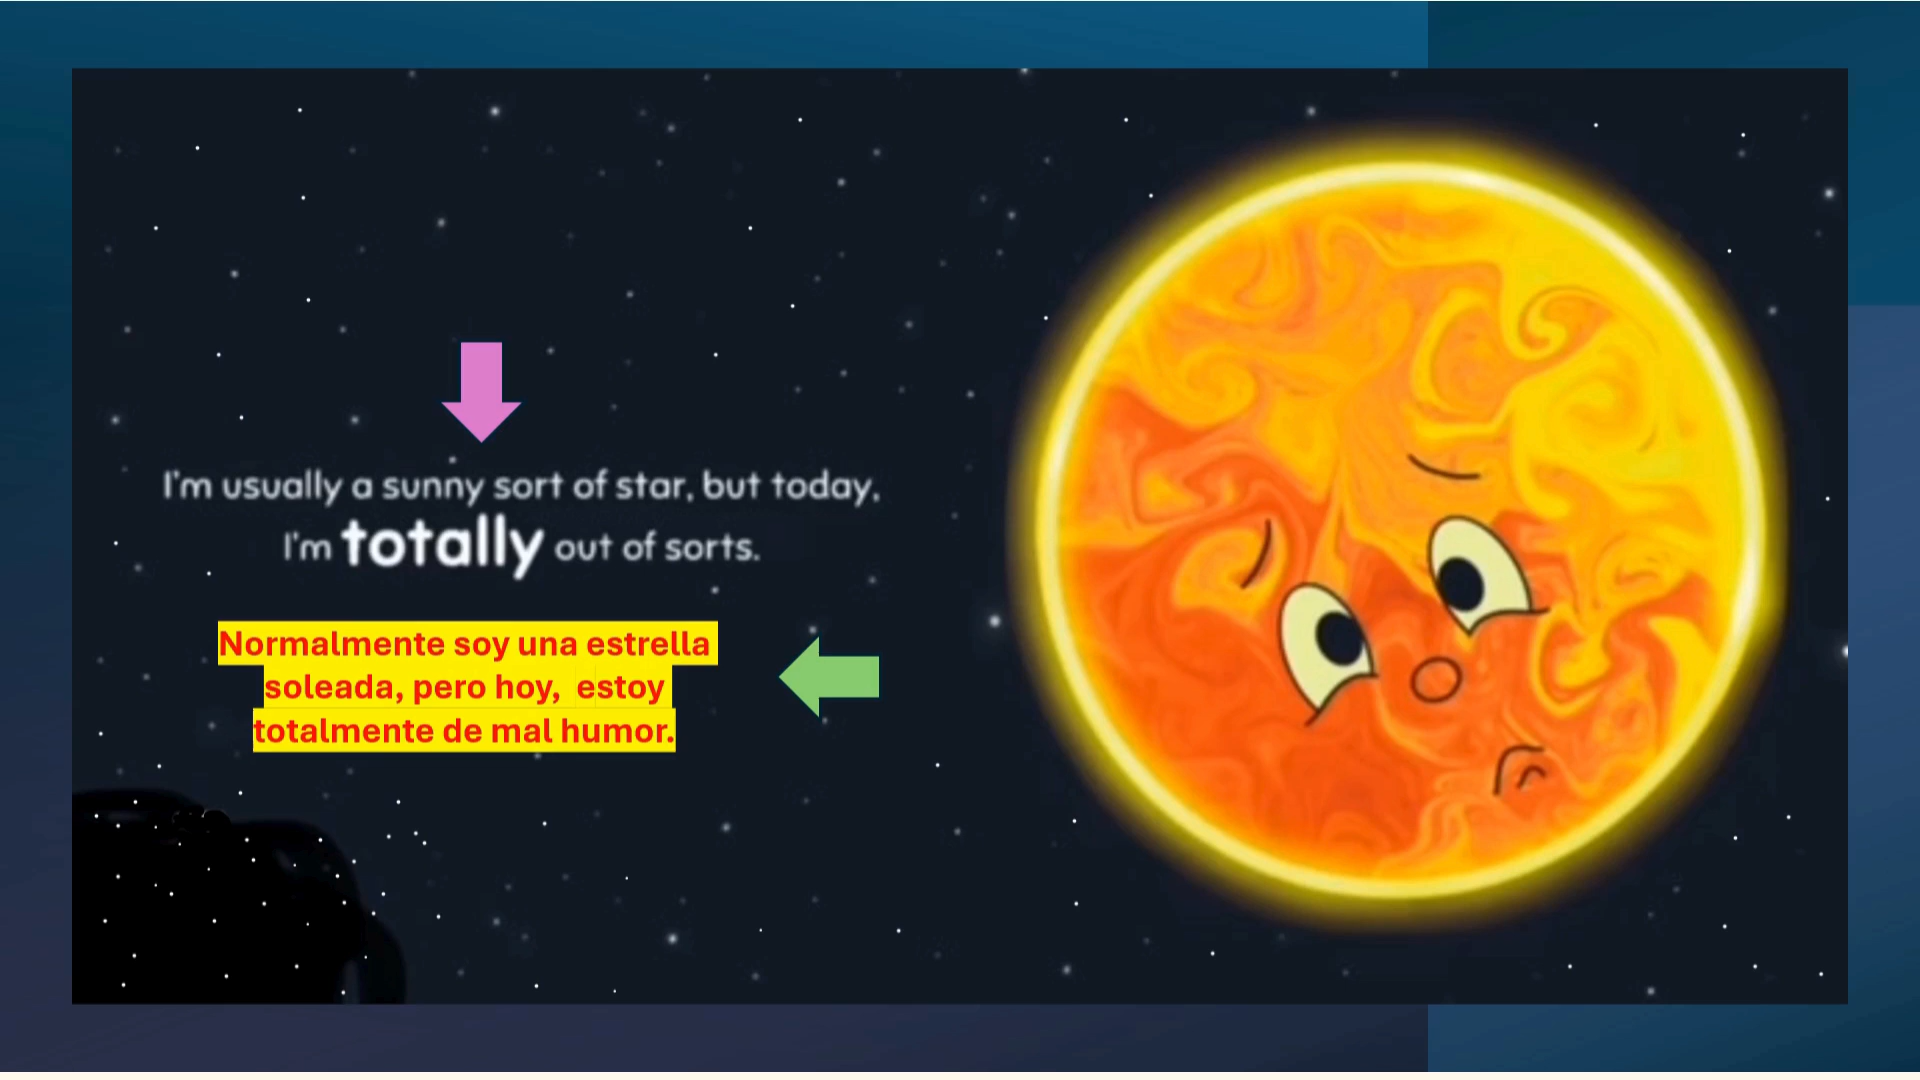 I'm usually a sunny sort of star, but today,
I'm totally out of sorts.
Normalmente soy una estrella
soleada, pero hoy,  estoy
totalmente de mal humor.